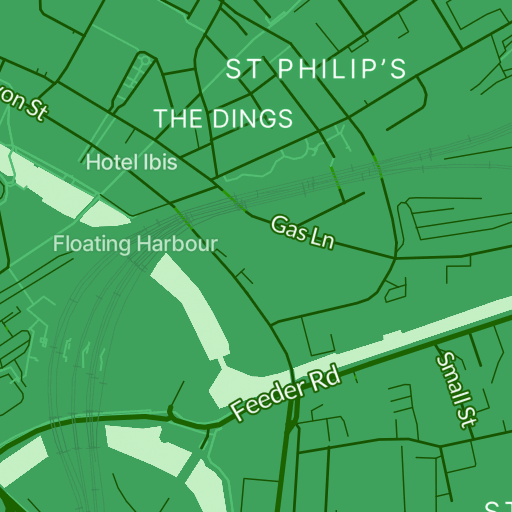 ST PHILIP'S
THE DINGS
Hotel Ibis
Gas Ln
Floating Harbour
Feeder Rd
Small St